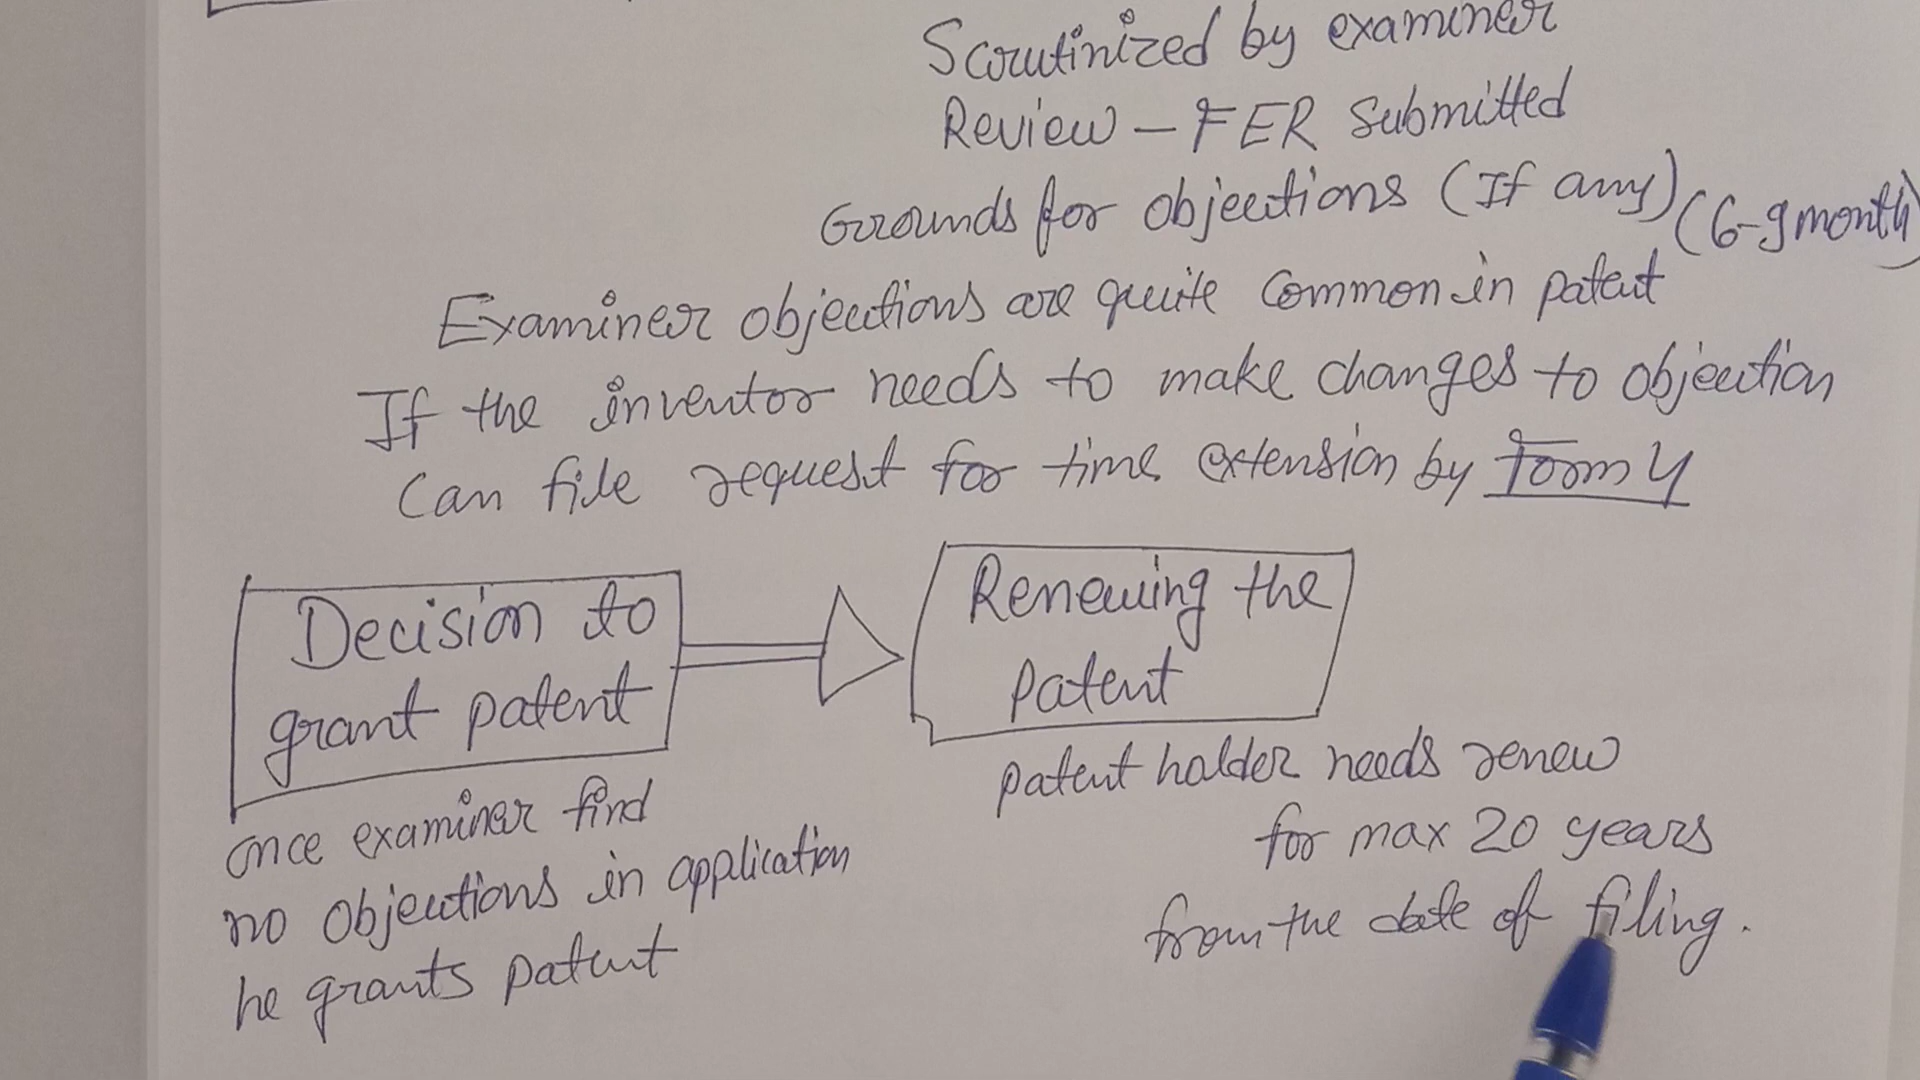 Scrutinized by examiner
Review - FER Submitted
Grounds for objections (If any) (6-9 month)
Examiner objections are quite common in patent
If the inventor needs to make changes to objection
can file request for time extension by Form 4
Decision to
grant patent
Renewing the
patent
once examiner find
no objections in application
he grants patent
patent holder needs renew
for max 20 years
from the date of filing.